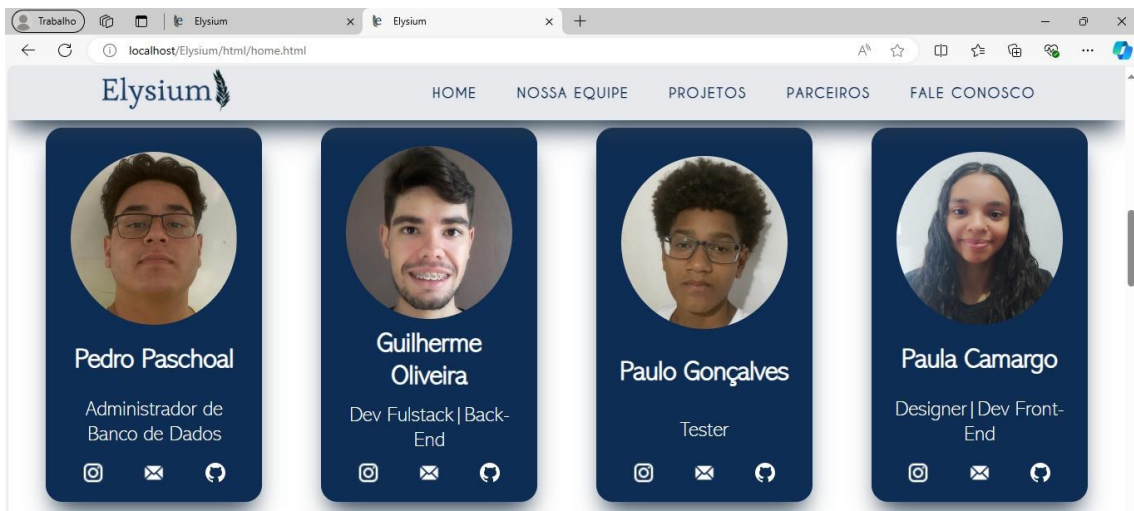 Trabalho
Elysium
Elysium
localhost/Elysium/html/home.html
Elysium
HOME NOSSA EQUIPE PROJETOS PARCEIROS FALE CONOSCO
Pedro Paschoal
Administrador de
Banco de Dados
Guilherme
Oliveira
Dev Fulstack|Back-
End
Paulo Gonçalves
Tester
Paula Camargo
Designer|Dev Front-
End